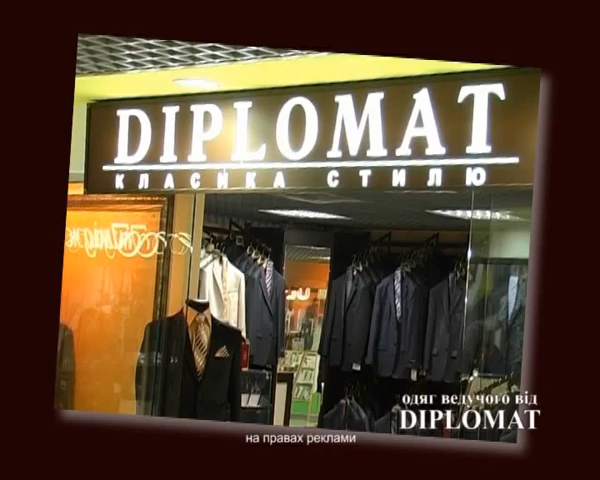 DIPLOMAT
КЛАСИКА СТИЛЮ
одяг ведучого від
DIPLOMAT
на правах реклами